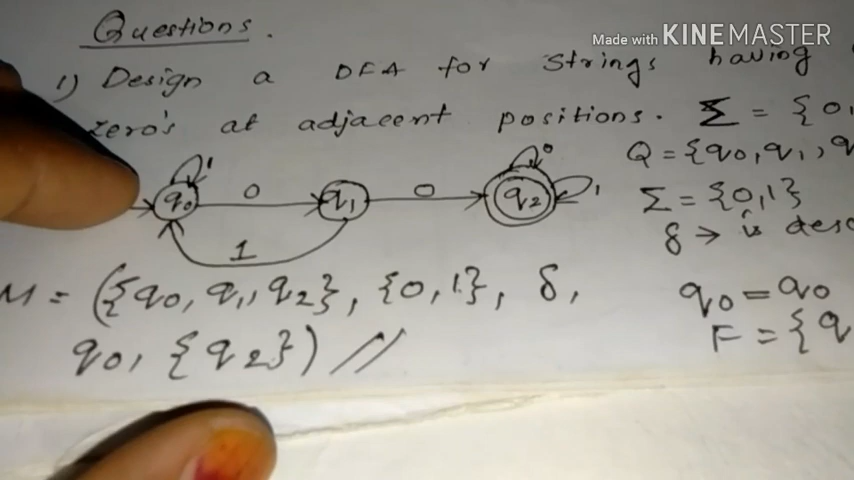 Made with KINEMASTER
Questions.
1) Design a DFA for strings having
zero's at adjacent positions. Σ = {0,
Q = {q0, q1, q
Σ = {0, 1}
δ → is desc
1 0
q0 0 q1 0 q2 1
1
M = ({q0, q1, q2}, {0, 1}, δ,
q0, {q2}) //
q0 = q0
F = {q